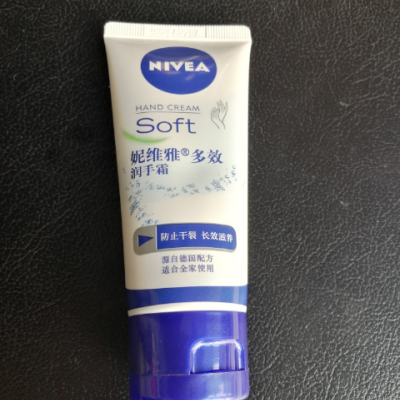 NIVEA
HAND CREAM
Soft
妮维雅®多效
润手霜
防止干裂 长效滋养
源自德国配方
适合全家使用